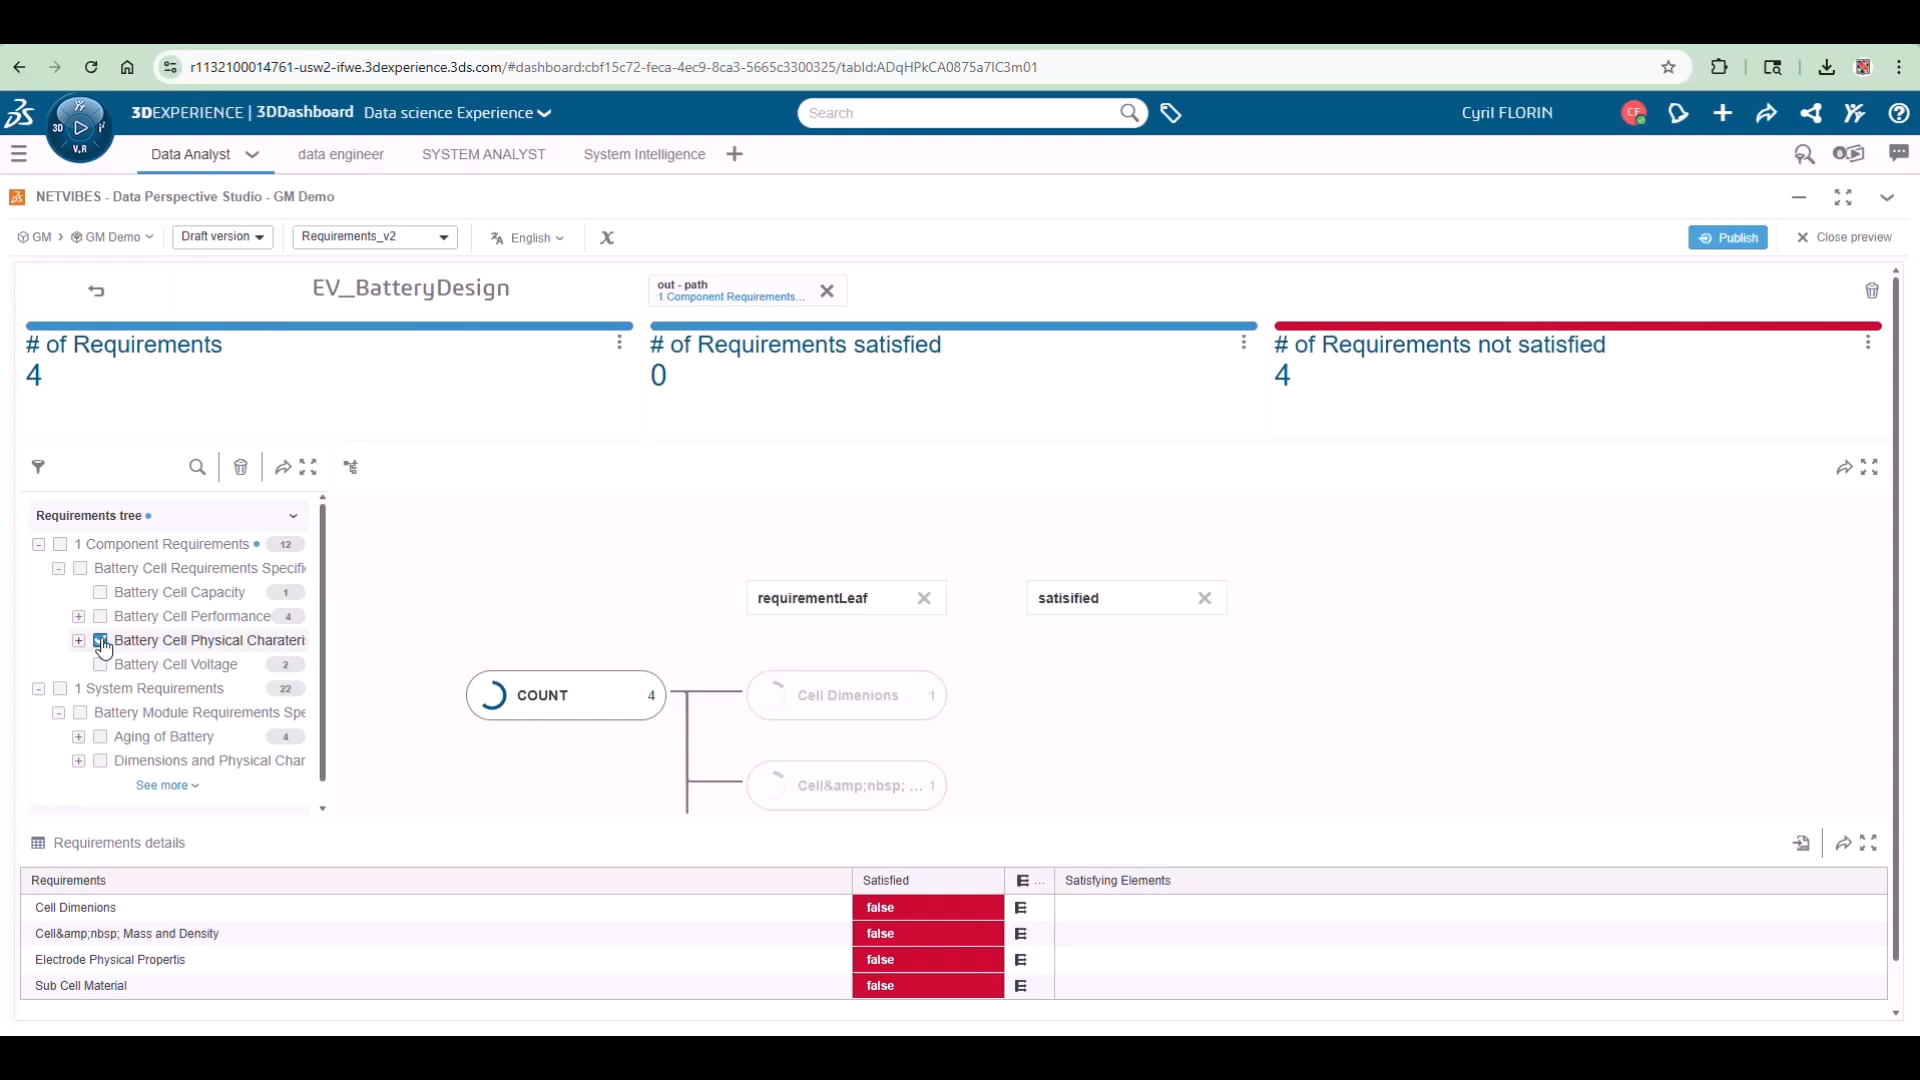 r1132100014761-usw2-ifwe.3dexperience.3ds.com/#dashboard:cbf15c72-feca-4ec9-8ca3-5665c3300325/tabId:ADqHPkCA0875a7IC3m01
3D V.R
3DEXPERIENCE | 3DDashboard Data science Experience
Search
Cyril FLORIN
CF
Data Analyst
data engineer
SYSTEM ANALYST
System Intelligence
NETVIBES - Data Perspective Studio - GM Demo
GM > GM Demo
Draft version
Requirements_v2
English
Publish
Close preview
EV_BatteryDesign
out - path
1 Component Requirements...
# of Requirements
4
# of Requirements satisfied
0
# of Requirements not satisfied
4
Requirements tree
1 Component Requirements 12
Battery Cell Requirements Specifi
Battery Cell Capacity 1
Battery Cell Performance 4
Battery Cell Physical Charateri
Battery Cell Voltage 2
1 System Requirements 22
Battery Module Requirements Spe
Aging of Battery 4
Dimensions and Physical Char
See more
requirementLeaf
satisified
COUNT 4
Cell Dimenions 1
Cell&amp;nbsp; ... 1
Requirements details
Requirements Satisfied ... Satisfying Elements
Cell Dimenions false
Cell&amp;nbsp; Mass and Density false
Electrode Physical Propertis false
Sub Cell Material false